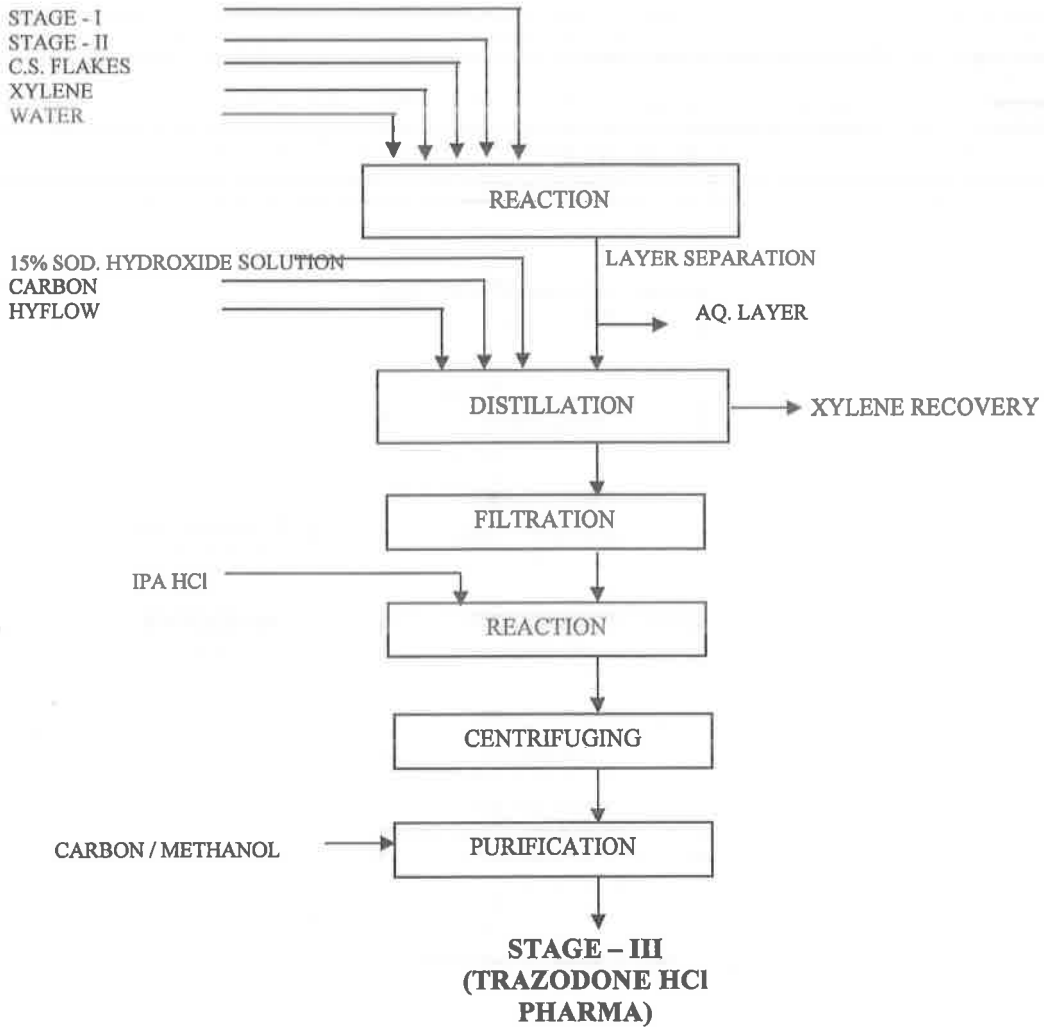 STAGE - I
STAGE - II
C.S. FLAKES
XYLENE
WATER
REACTION
15% SOD. HYDROXIDE SOLUTION
LAYER SEPARATION
CARBON
HYFLOW
AQ. LAYER
DISTILLATION
XYLENE RECOVERY
FILTRATION
IPA HCl
REACTION
CENTRIFUGING
CARBON / METHANOL
PURIFICATION
STAGE – III
(TRAZODONE HCl
PHARMA)